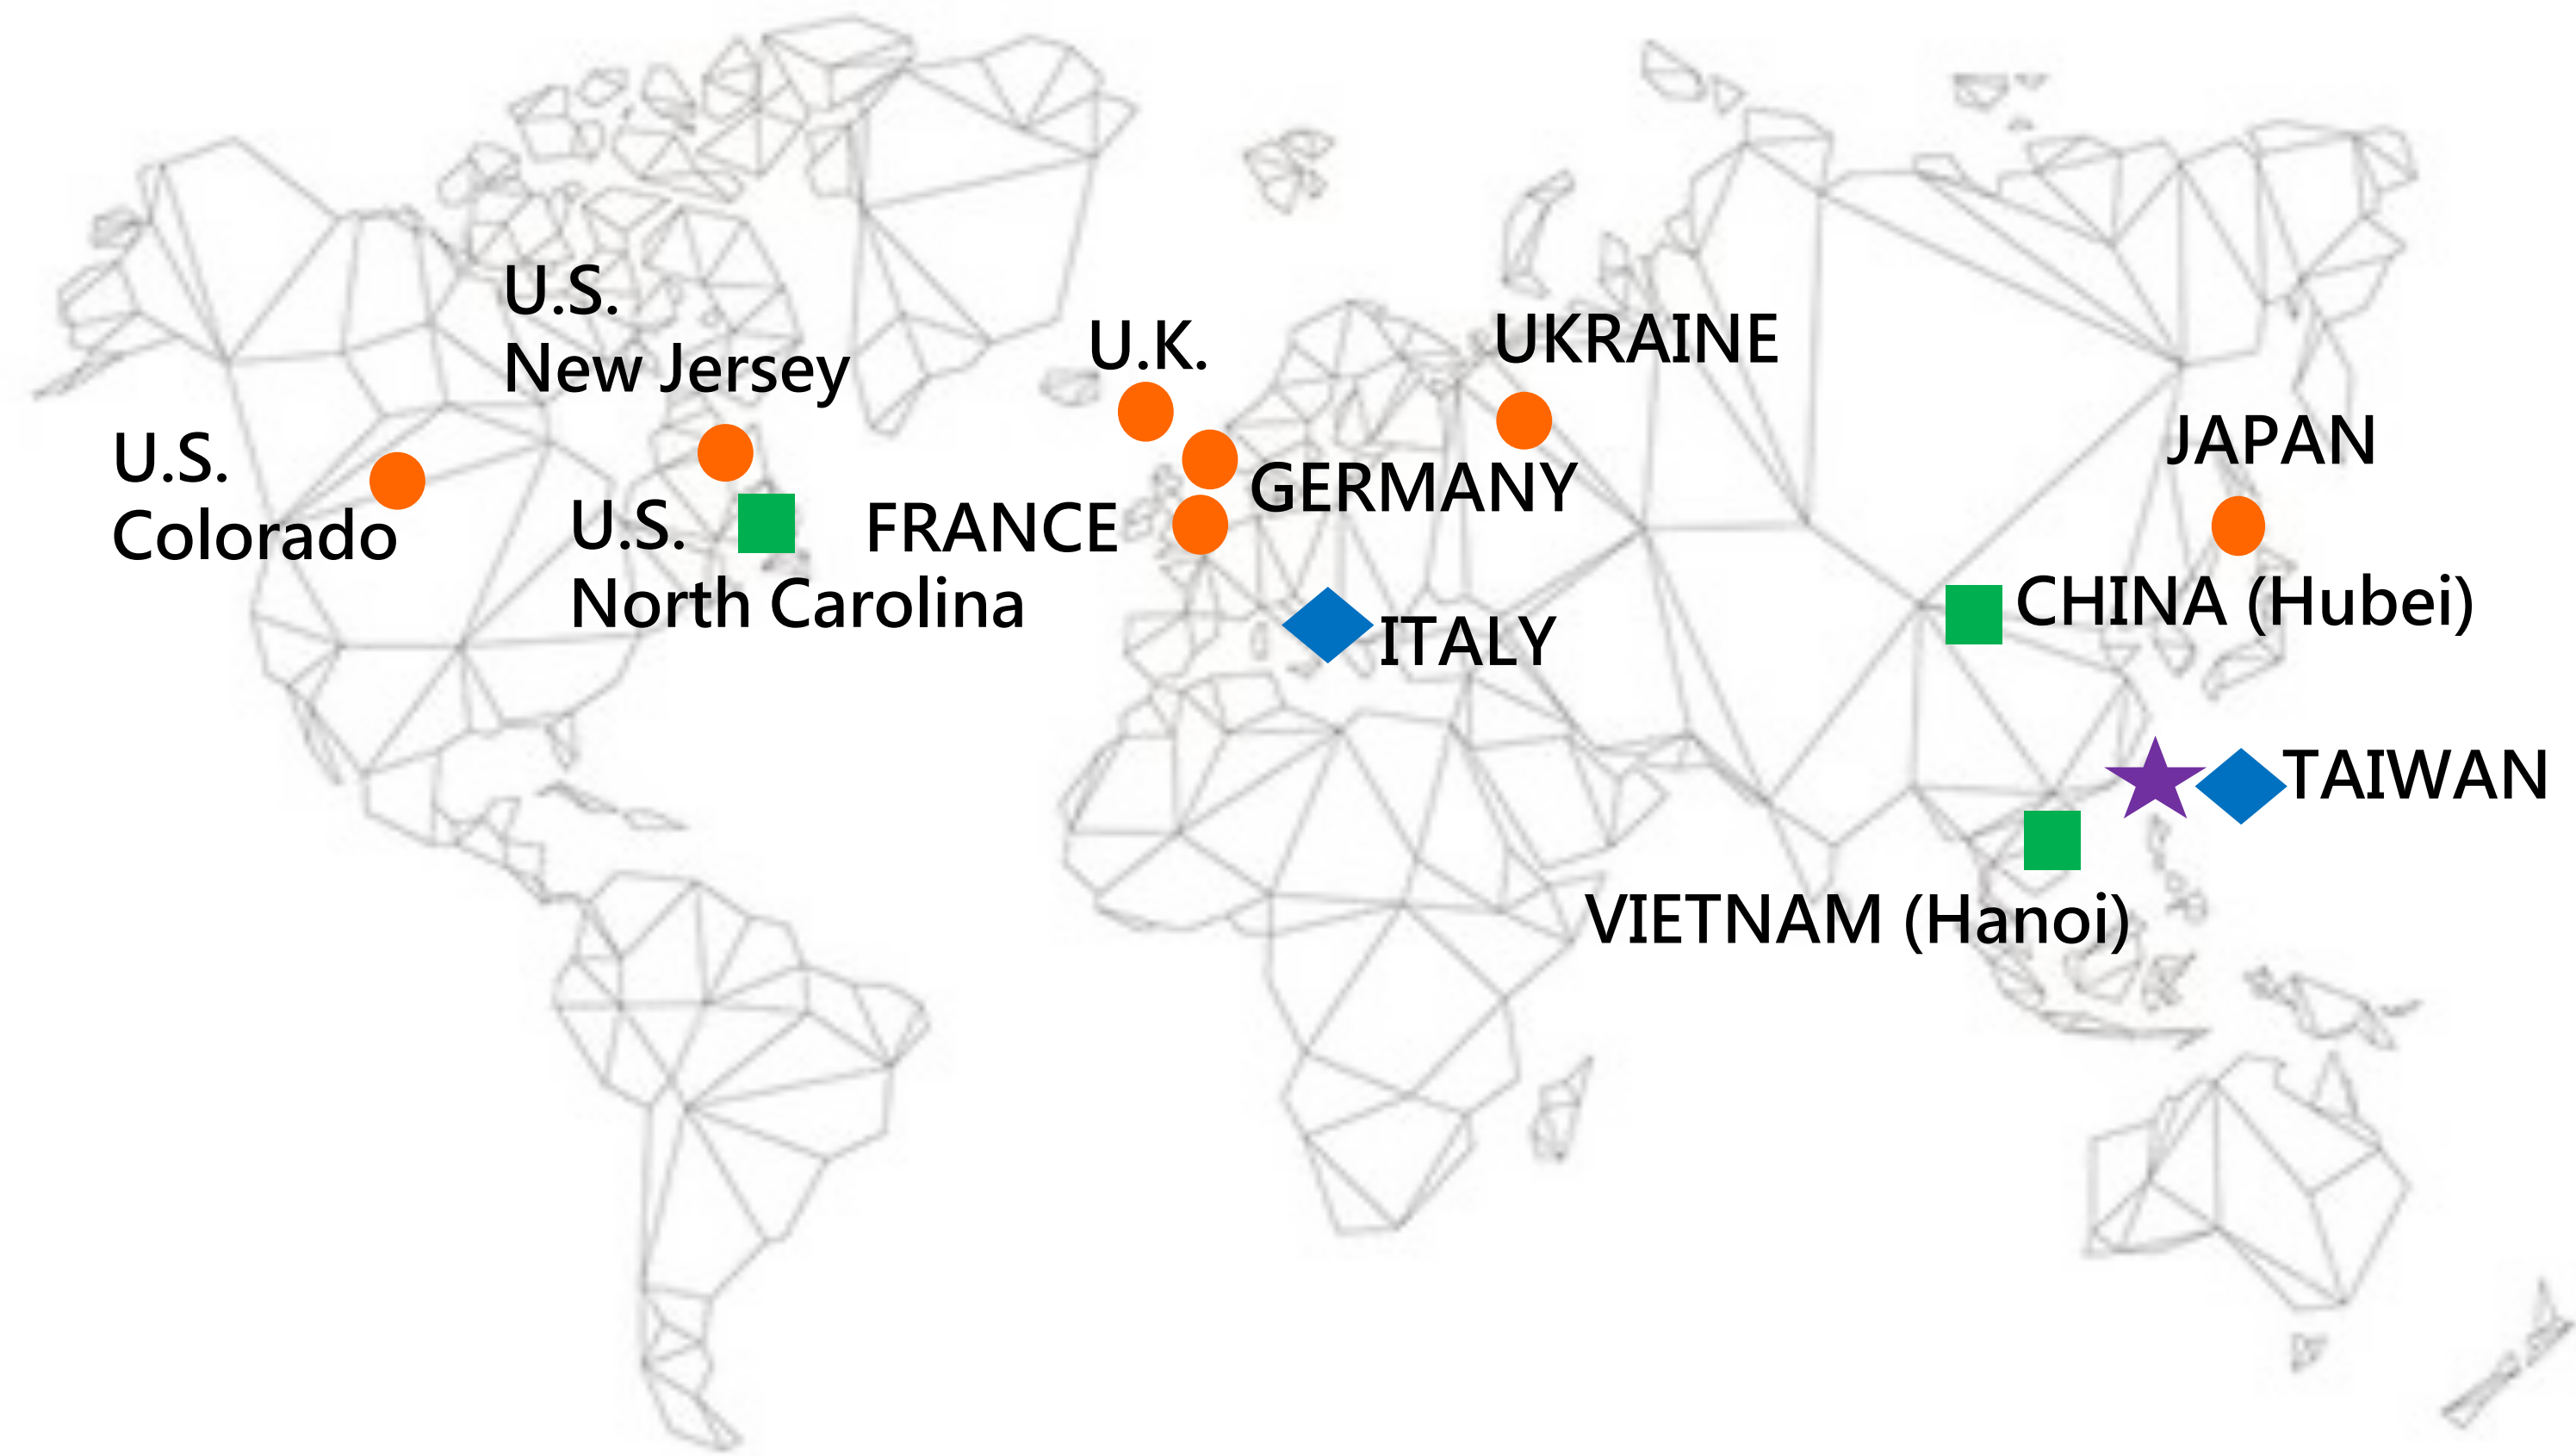 U.S.
New Jersey
U.K.
UKRAINE
U.S.
Colorado
JAPAN
GERMANY
U.S.
North Carolina
FRANCE
CHINA (Hubei)
ITALY
TAIWAN
VIETNAM (Hanoi)